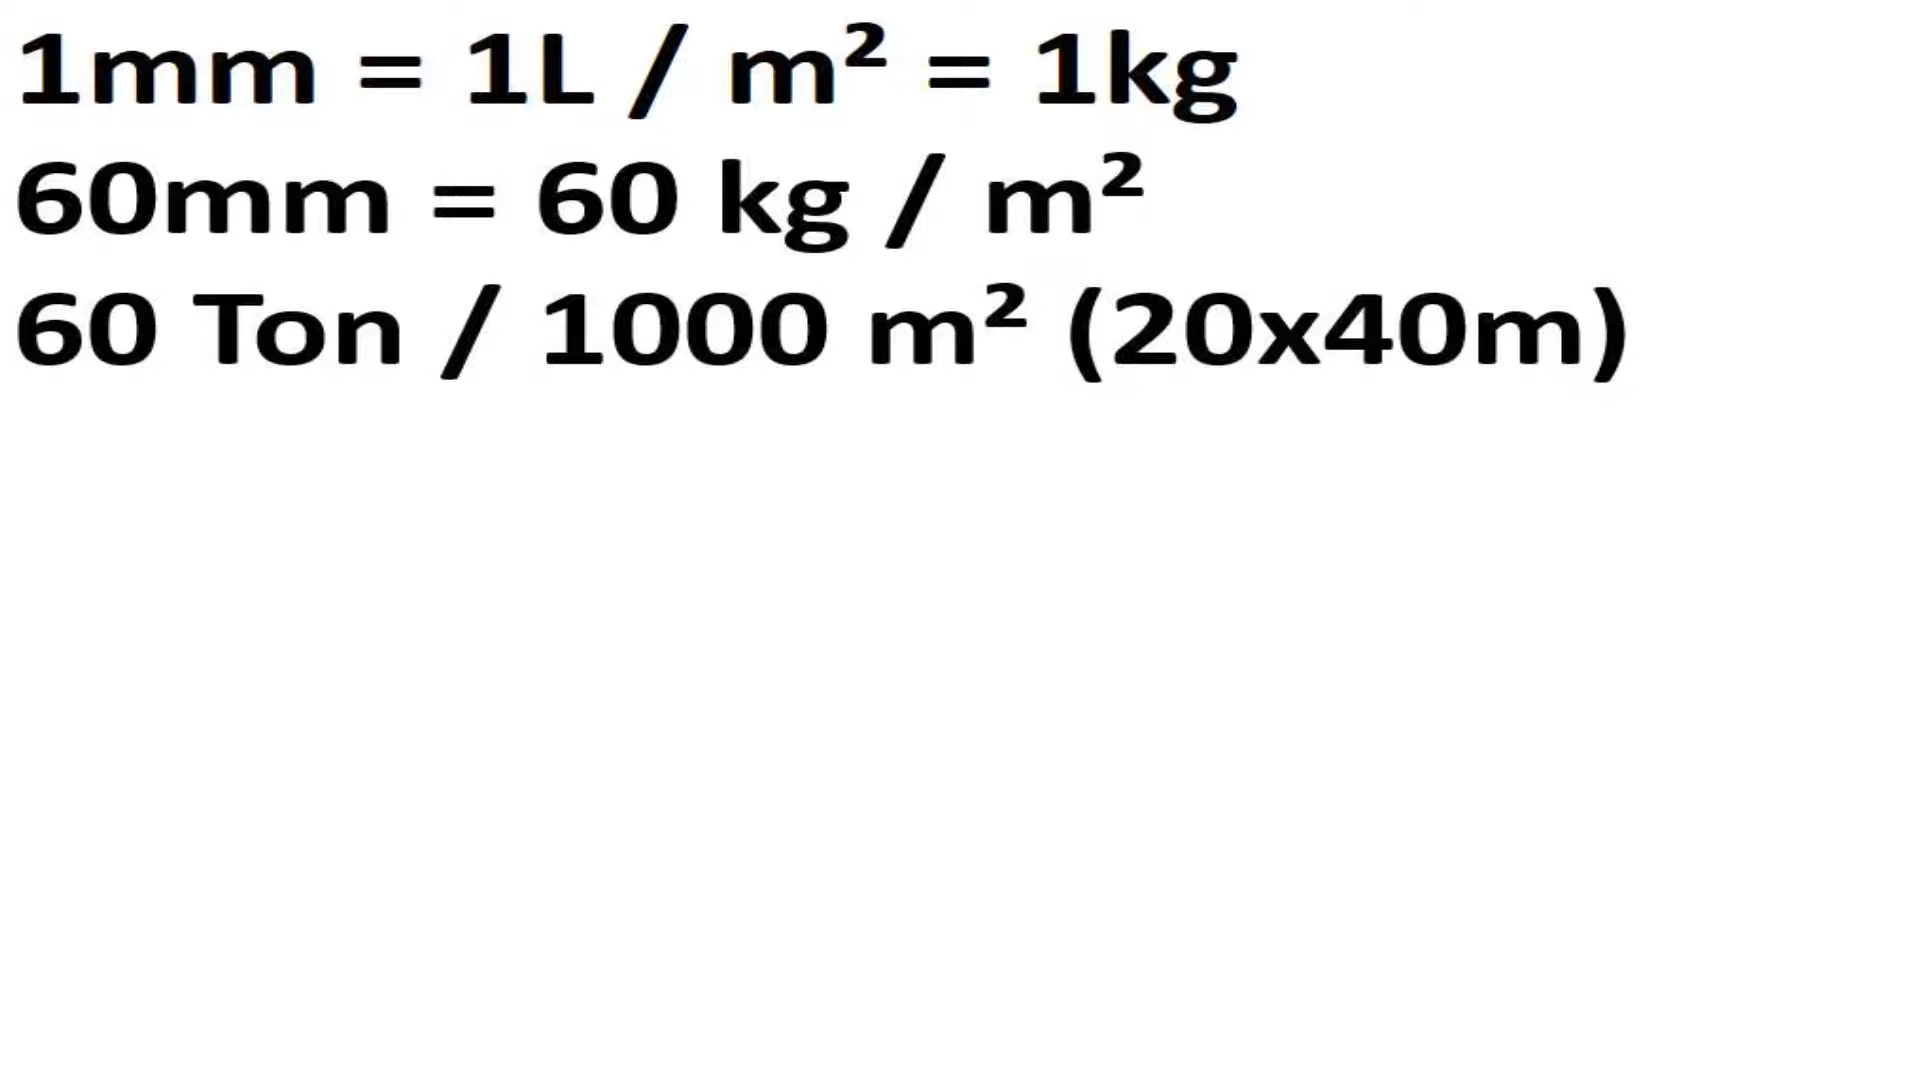 1mm = 1L / m² = 1kg
60mm = 60 kg / m²
60 Ton / 1000 m² (20x40m)